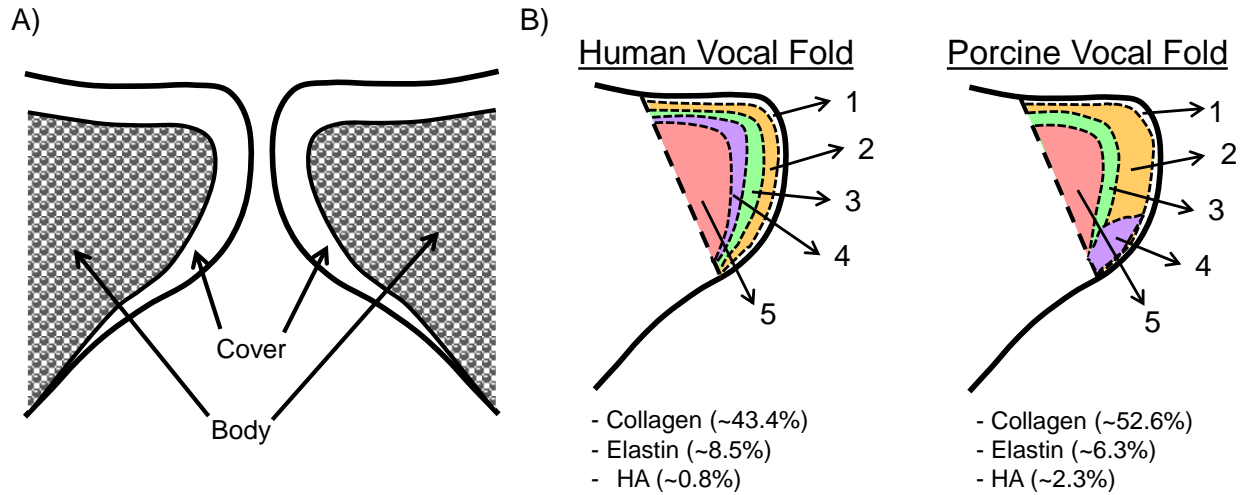 A)
Cover
Body
B)
Human Vocal Fold
1
2
3
4
5
- Collagen (~43.4%)
- Elastin (~8.5%)
- HA (~0.8%)
Porcine Vocal Fold
1
2
3
4
5
- Collagen (~52.6%)
- Elastin (~6.3%)
- HA (~2.3%)